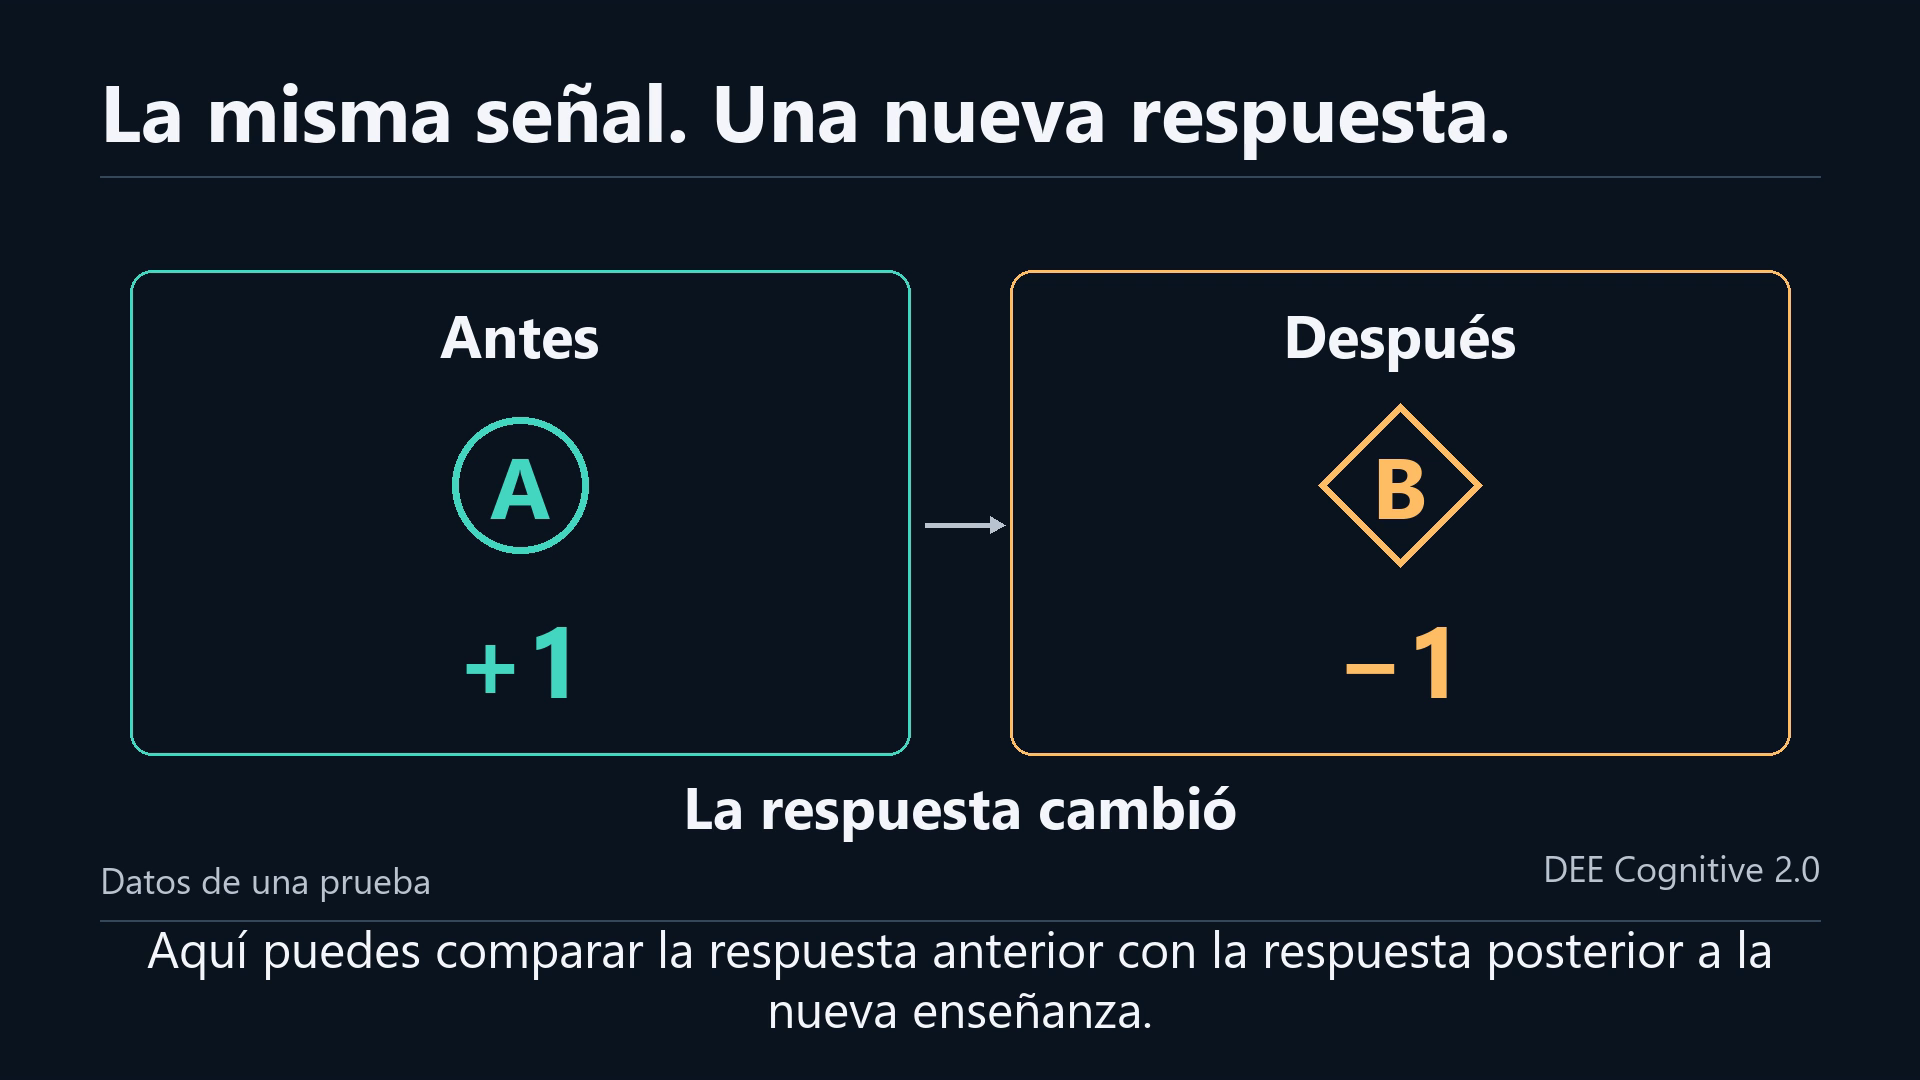 La misma señal. Una nueva respuesta.
Antes
A
+1
Después
B
−1
La respuesta cambió
Datos de una prueba
DEE Cognitive 2.0
Aquí puedes comparar la respuesta anterior con la respuesta posterior a la
nueva enseñanza.